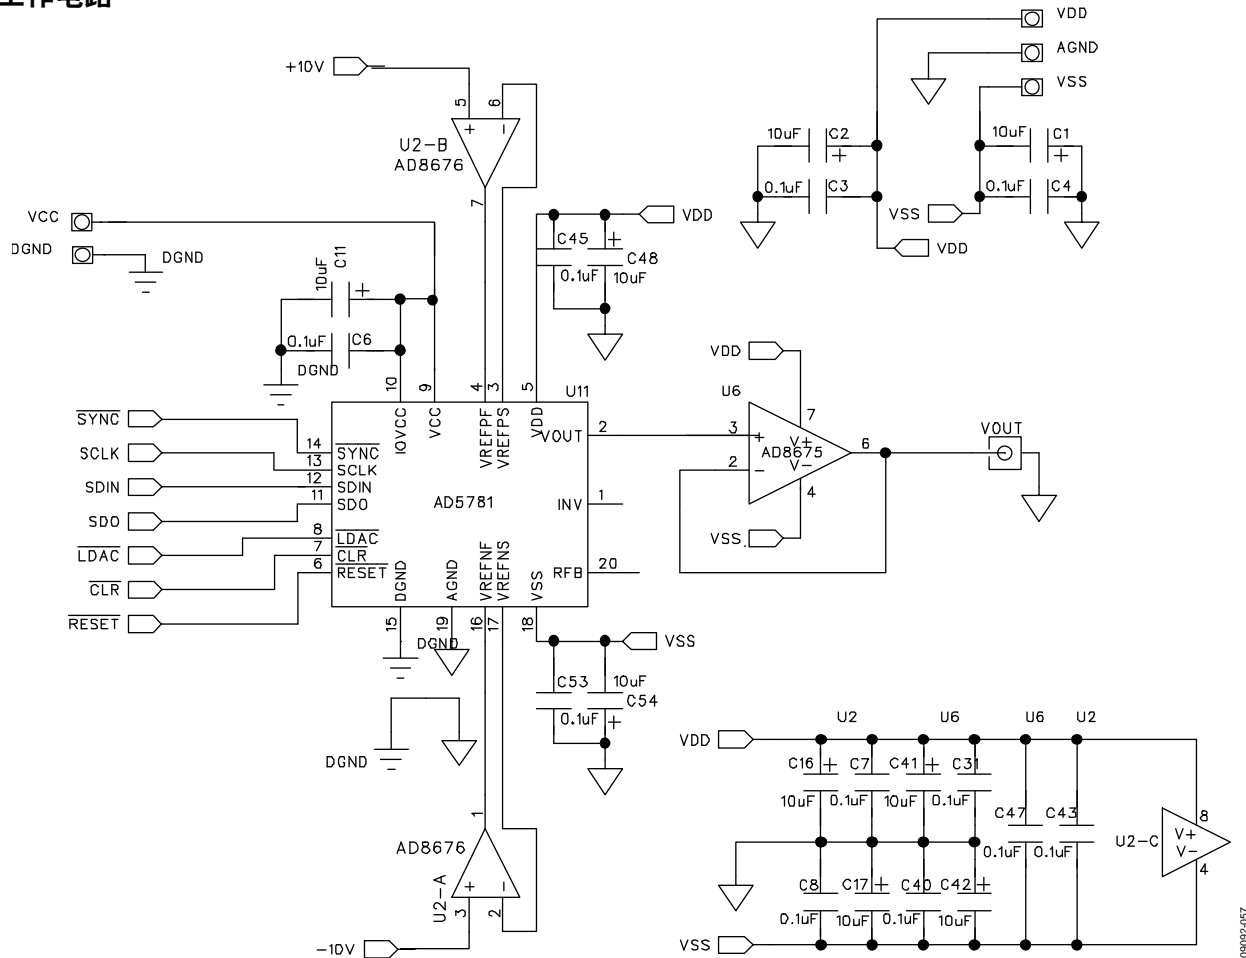 工作电路
VDD
AGND
VSS
+10V
5
6
+
–
U2-B
AD8676
7
10uF
C2
+
0.1uF
C3
VDD
10uF
C1
+
0.1uF
C4
VSS
VCC
DGND
DGND
10uF
C11
+
0.1uF
C6
DGND
C45
0.1uF
+
C48
10uF
VDD
10
9
4
3
5
U11
IOVCC
VCC
VREFPF
VREFPS
VDD
SYNC
SCLK
SDIN
SDO
LDAC
CLR
RESET
14
13
12
11
8
7
6
SYNC
SCLK
SDIN
SDO
LDAC
CLR
RESET
AD5781
VOUT
2
INV
1
RFB
20
DGND
AGND
VREFNF
VREFNS
VSS
15
19
16
17
18
DGND
VDD
U6
7
3
+
V+
AD8675
V–
2
–
4
6
VSS
VOUT
VSS
C53
0.1uF
10uF
C54
+
DGND
1
AD8676
U2-A
+
–
3
2
–10V
U2
U6
U6
U2
VDD
C16
+
10uF
C7
0.1uF
C41
+
10uF
C31
0.1uF
C47
0.1uF
C43
0.1uF
U2-C
8
V+
V–
4
C8
0.1uF
C17
+
10uF
C40
0.1uF
C42
+
10uF
VSS
09092-057